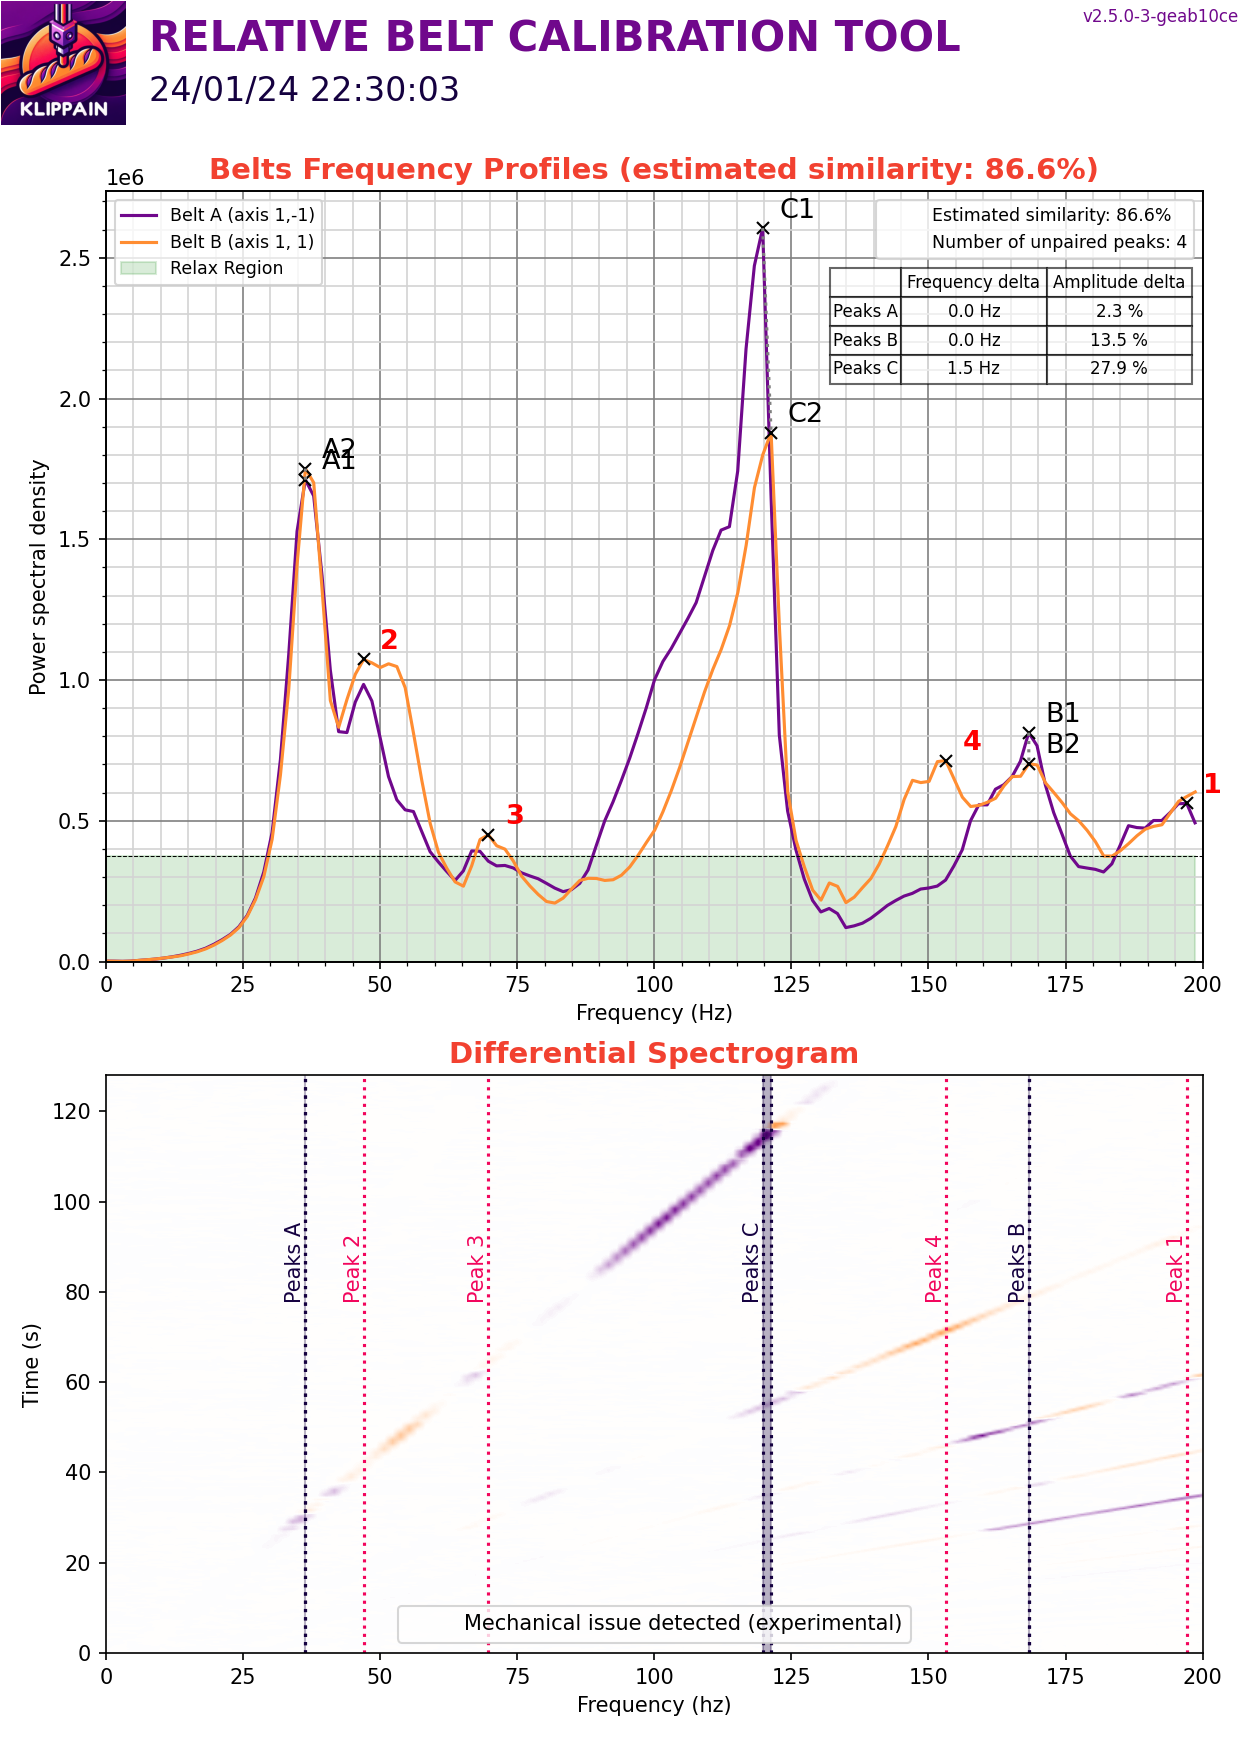 KLIPPAIN
RELATIVE BELT CALIBRATION TOOL
v2.5.0-3-geab10ce
24/01/24 22:30:03
Belts Frequency Profiles (estimated similarity: 86.6%)
1e6
Belt A (axis 1,-1)
Belt B (axis 1, 1)
Relax Region
Estimated similarity: 86.6%
Number of unpaired peaks: 4
Frequency delta Amplitude delta
Peaks A 0.0 Hz 2.3 %
Peaks B 0.0 Hz 13.5 %
Peaks C 1.5 Hz 27.9 %
C1
C2
A2
A1
2
3
4
B1
B2
1
Power spectral density
2.5
2.0
1.5
1.0
0.5
0.0
0 25 50 75 100 125 150 175 200
Frequency (Hz)
Differential Spectrogram
Time (s)
120
100
80
60
40
20
0
Peaks A
Peak 2
Peak 3
Peaks C
Peak 4
Peaks B
Peak 1
Mechanical issue detected (experimental)
0 25 50 75 100 125 150 175 200
Frequency (hz)